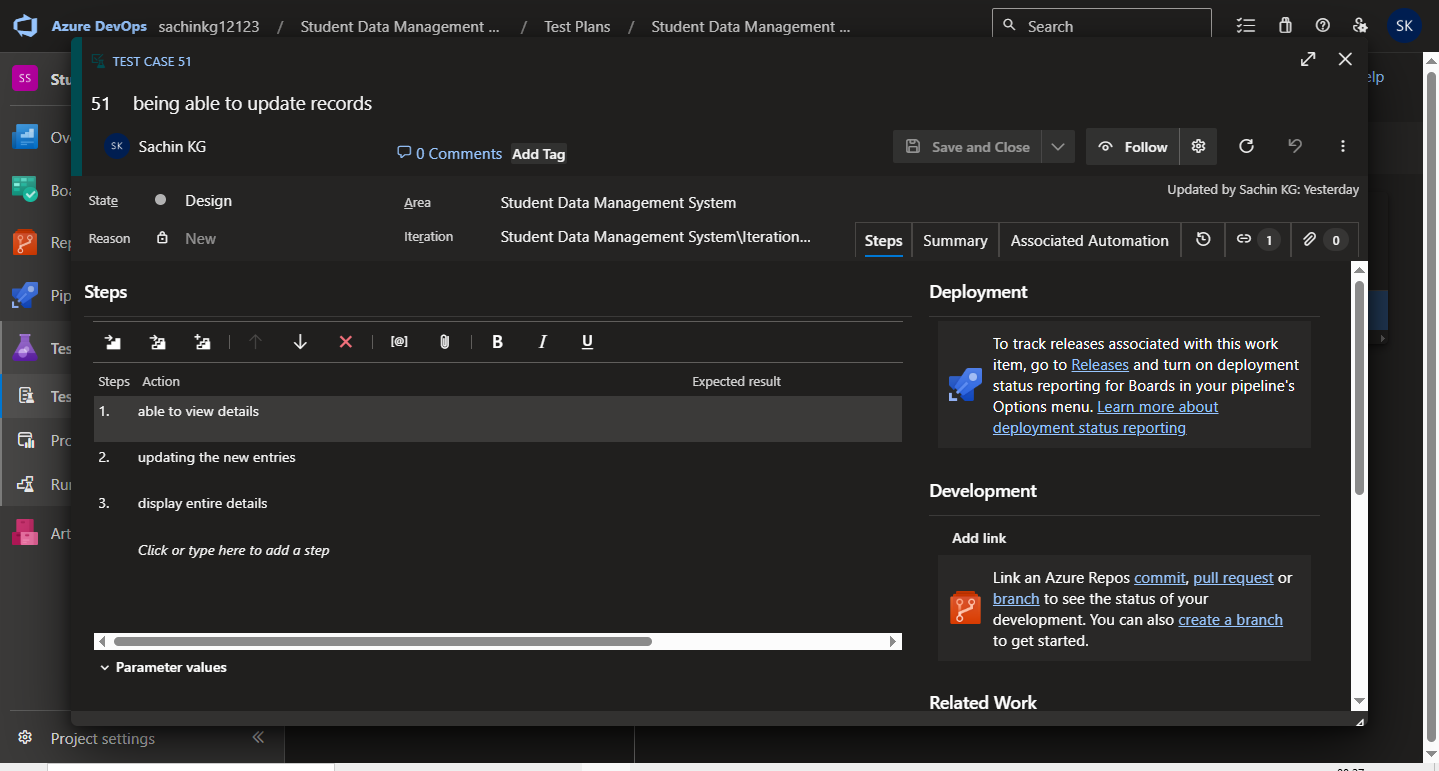 Azure DevOps sachinkg12123 / Student Data Management ... / Test Plans / Student Data Management ... Search SK
TEST CASE 51
SS Stu elp
51 being able to update records
Ov
SK Sachin KG 0 Comments Add Tag Save and Close Follow
Boa
Updated by Sachin KG: Yesterday
State Design Area Student Data Management System
Rep
Reason New Iteration Student Data Management System\Iteration...
Steps Summary Associated Automation 1 0
Pip
Steps
Tes
[@] B I U
Steps Action Expected result
Tes
1. able to view details
Pro
2. updating the new entries
Run
3. display entire details
Art
Click or type here to add a step
Parameter values
Deployment
To track releases associated with this work
item, go to Releases and turn on deployment
status reporting for Boards in your pipeline's
Options menu. Learn more about
deployment status reporting
Development
Add link
Link an Azure Repos commit, pull request or
branch to see the status of your
development. You can also create a branch
to get started.
Related Work
Project settings